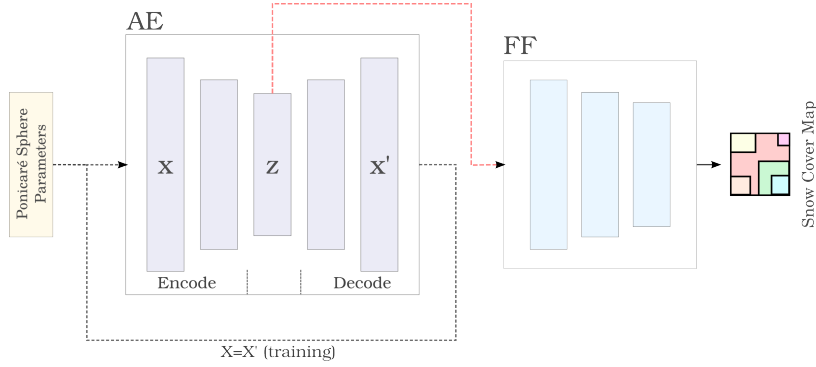 AE
FF
Ponicaré Sphere
Parameters
x
z
x'
Snow Cover Map
Encode
Decode
X=X' (training)